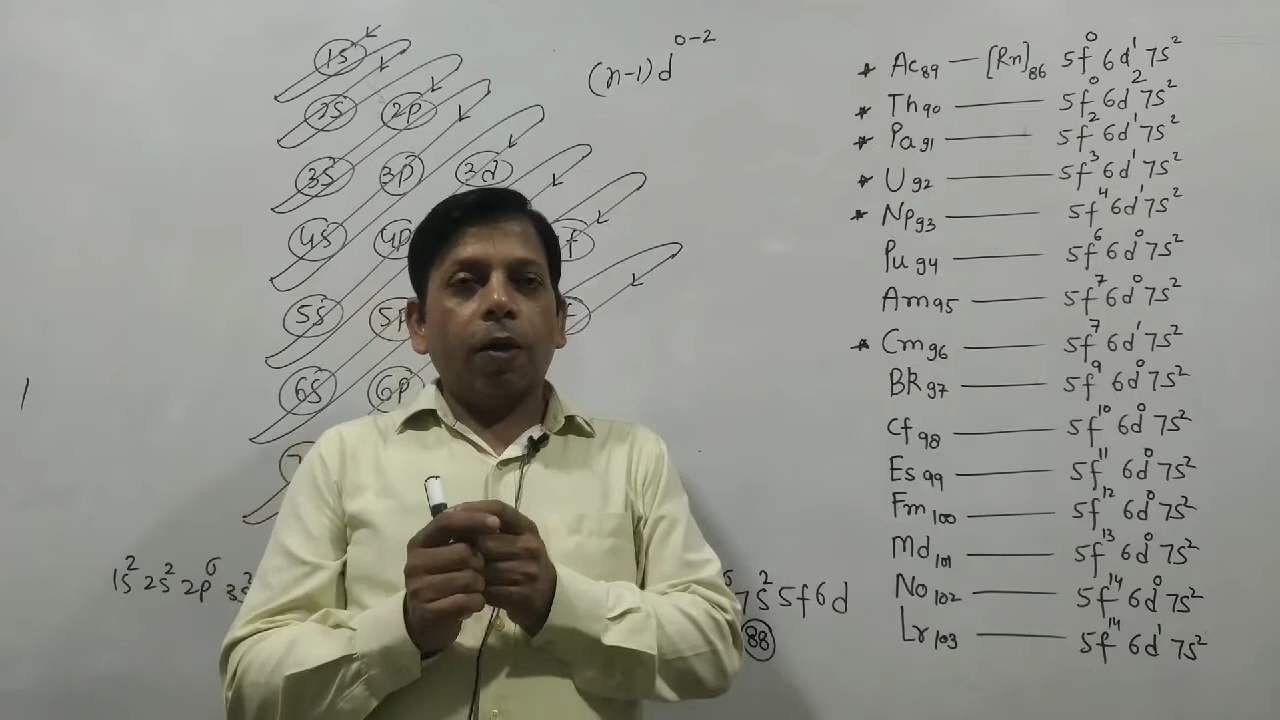 1s
2s 2p
3s 3p 3d
4s 4p f
5s 5p
6s 6p
7
(n-1)d⁰⁻²
1s² 2s² 2p⁶ 3s²
7s² 5f 6d
88
* Ac₈₉ — [Rn]₈₆ 5f⁰ 6d¹ 7s²
* Th₉₀ — 5f⁰ 6d² 7s²
* Pa₉₁ — 5f² 6d¹ 7s²
* U₉₂ — 5f³ 6d¹ 7s²
* Np₉₃ — 5f⁴ 6d¹ 7s²
Pu₉₄ — 5f⁶ 6d⁰ 7s²
Am₉₅ — 5f⁷ 6d⁰ 7s²
* Cm₉₆ — 5f⁷ 6d¹ 7s²
BK₉₇ — 5f⁹ 6d⁰ 7s²
Cf₉₈ — 5f¹⁰ 6d⁰ 7s²
Es₉₉ — 5f¹¹ 6d⁰ 7s²
Fm₁₀₀ — 5f¹² 6d⁰ 7s²
Md₁₀₁ — 5f¹³ 6d⁰ 7s²
No₁₀₂ — 5f¹⁴ 6d⁰ 7s²
Lr₁₀₃ — 5f¹⁴ 6d¹ 7s²